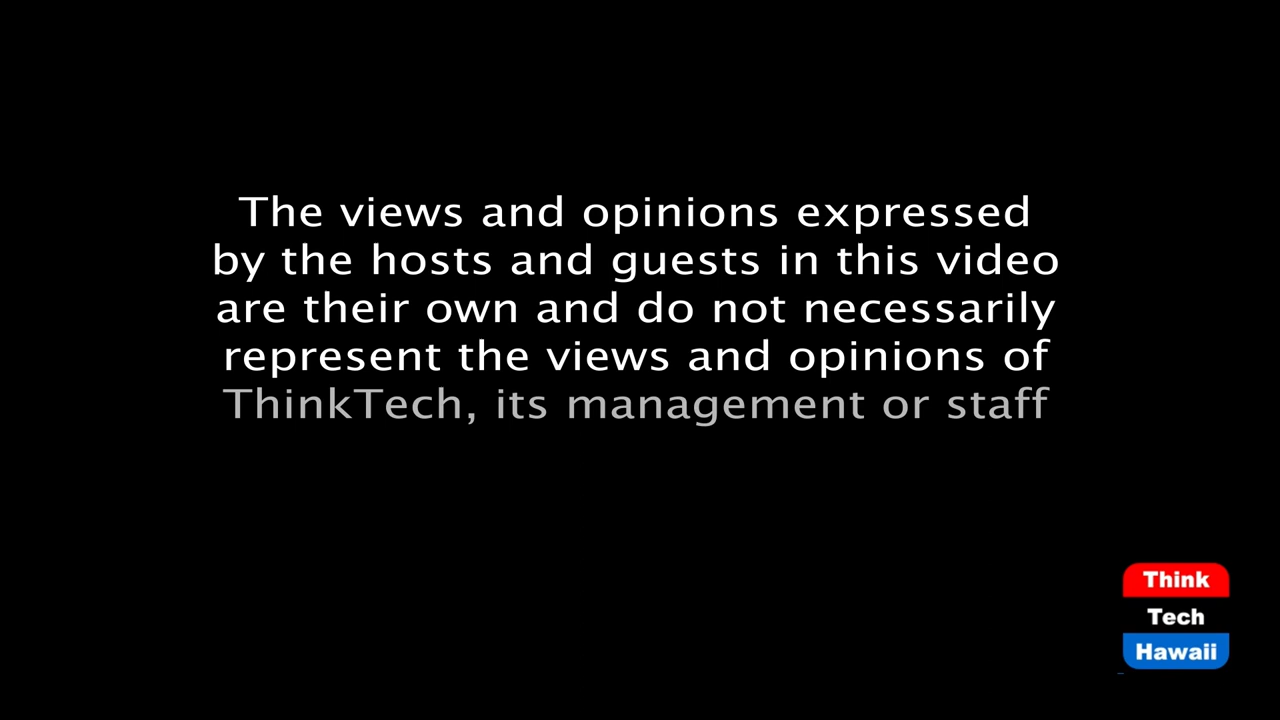 The views and opinions expressed
by the hosts and guests in this video
are their own and do not necessarily
represent the views and opinions of
ThinkTech, its management or staff
Think
Tech
Hawaii